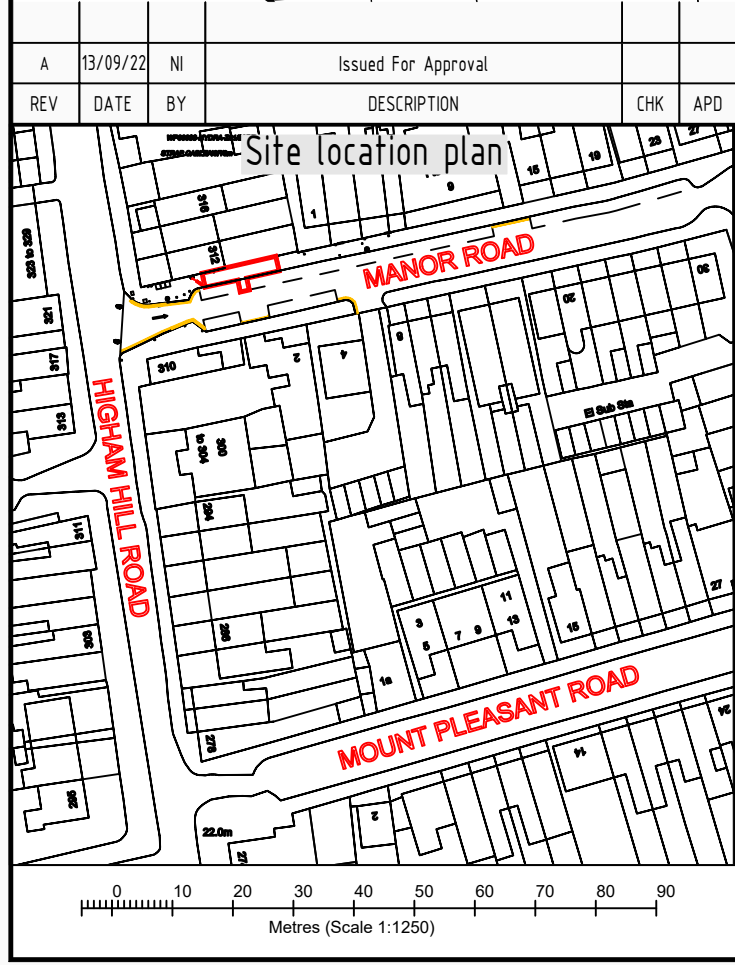 A 13/09/22 NI Issued For Approval
REV DATE BY DESCRIPTION CHK APD
Site location plan
23
27
15
19
9
1
316
312
323 to 329
MANOR ROAD
30
20
321
317
313
310
2
4
8
El Sub Sta
HIGHAM HILL ROAD
300
to 304
294
311
303
3
5
7
9
11
13
15
27
1a
278
MOUNT PLEASANT ROAD
24
14
2
22.0m
0 10 20 30 40 50 60 70 80 90
Metres (Scale 1:1250)